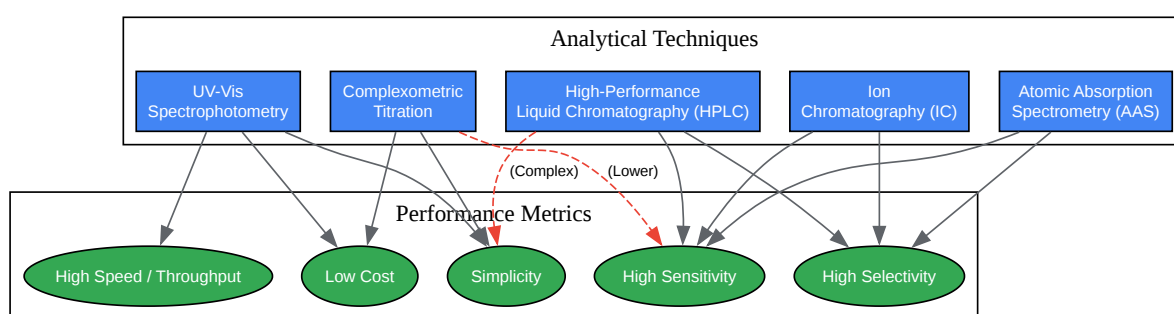 Analytical Techniques
UV-Vis
Spectrophotometry
Complexometric
Titration
High-Performance
Liquid Chromatography (HPLC)
Ion
Chromatography (IC)
Atomic Absorption
Spectrometry (AAS)
(Complex)
(Lower)
Performance Metrics
High Speed / Throughput
Low Cost
Simplicity
High Sensitivity
High Selectivity